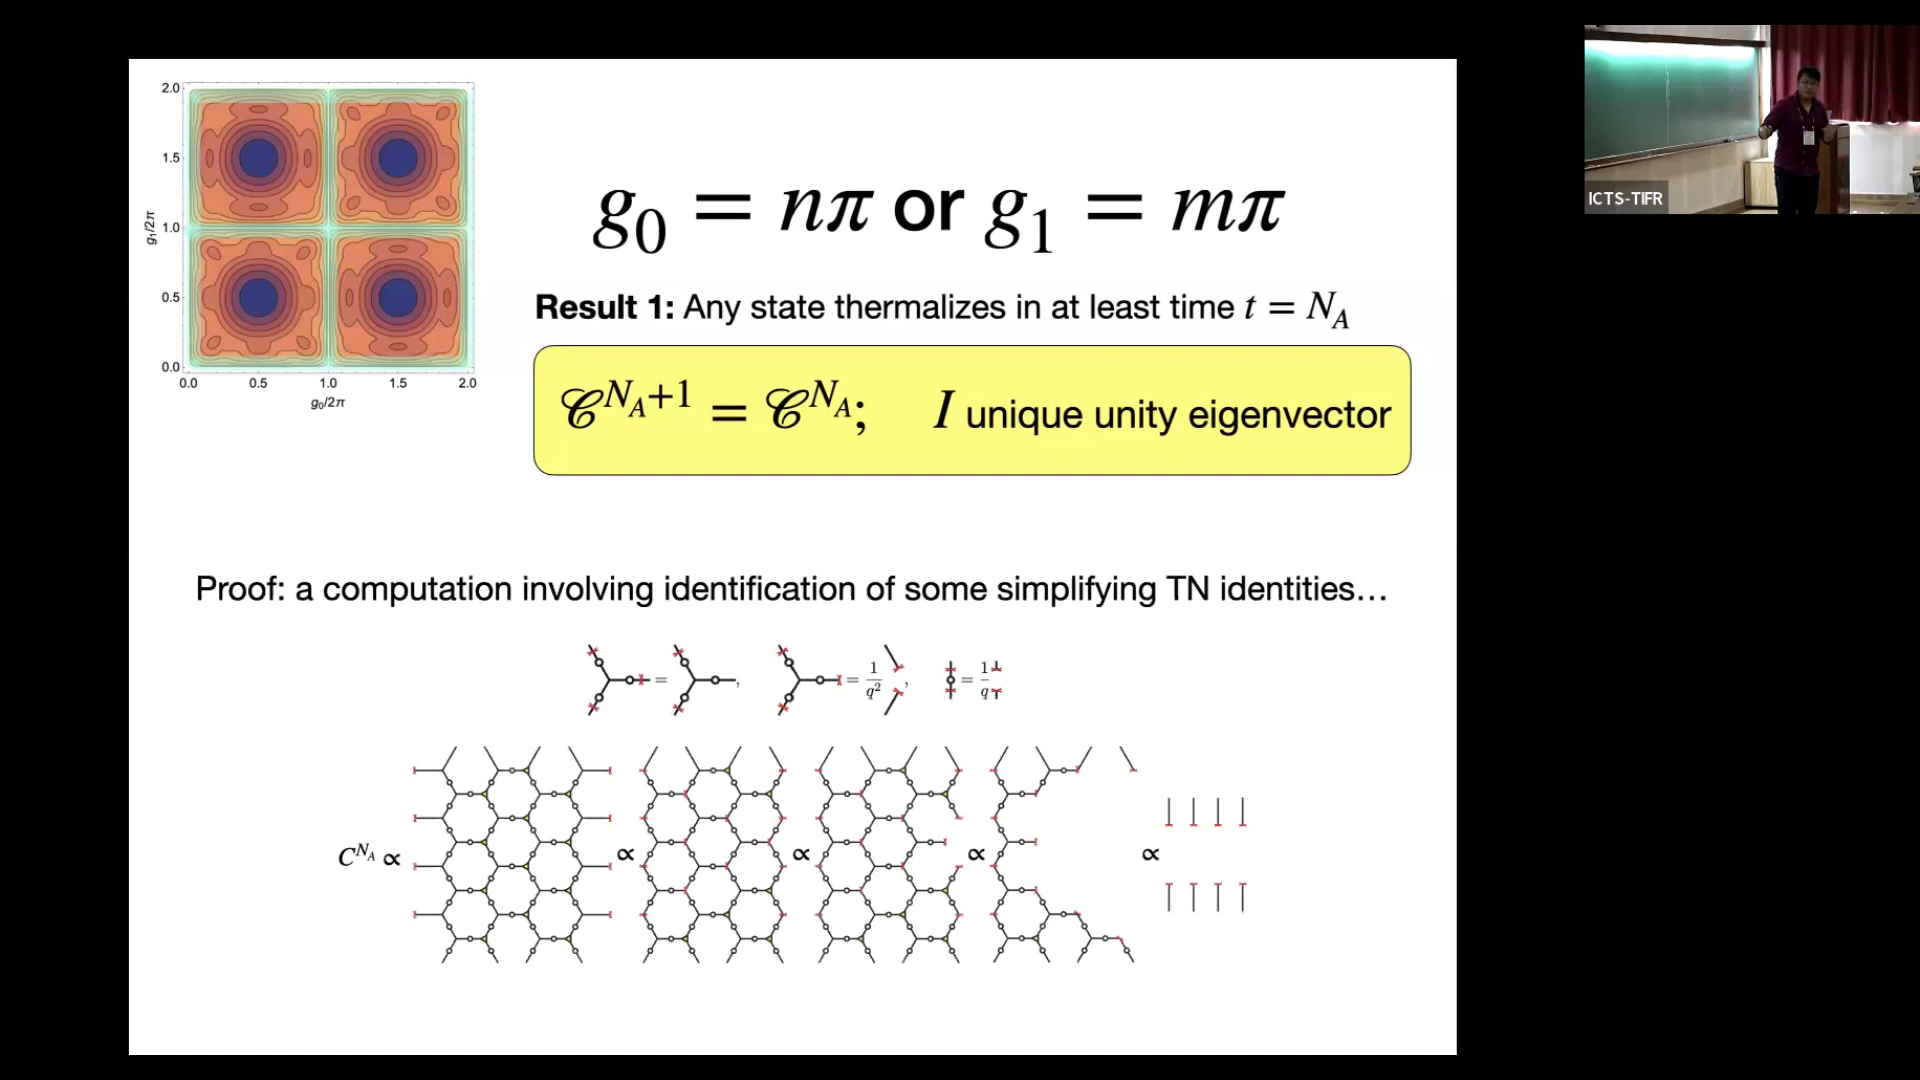 g₀ = nπ or g₁ = mπ
Result 1: Any state thermalizes in at least time t = N_A
𝒞^{N_A+1} = 𝒞^{N_A}; I unique unity eigenvector
2.0
1.5
1.0
0.5
0.0
g₁/2π
0.0 0.5 1.0 1.5 2.0
g₀/2π
Proof: a computation involving identification of some simplifying TN identities…
= , = 1/q² , = 1/q
C^{N_A} ∝ ∝ ∝ ∝ ∝
ICTS-TIFR